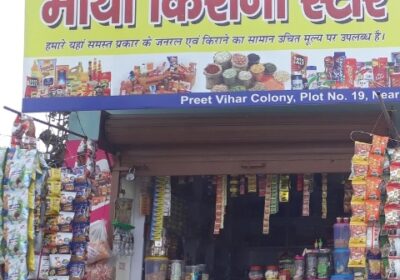 माया किराना स्टोर
हमारे यहां समस्त प्रकार के जनरल एवं किराने का सामान उचित मूल्य पर उपलब्ध है।
Preet Vihar Colony, Plot No. 19, Near